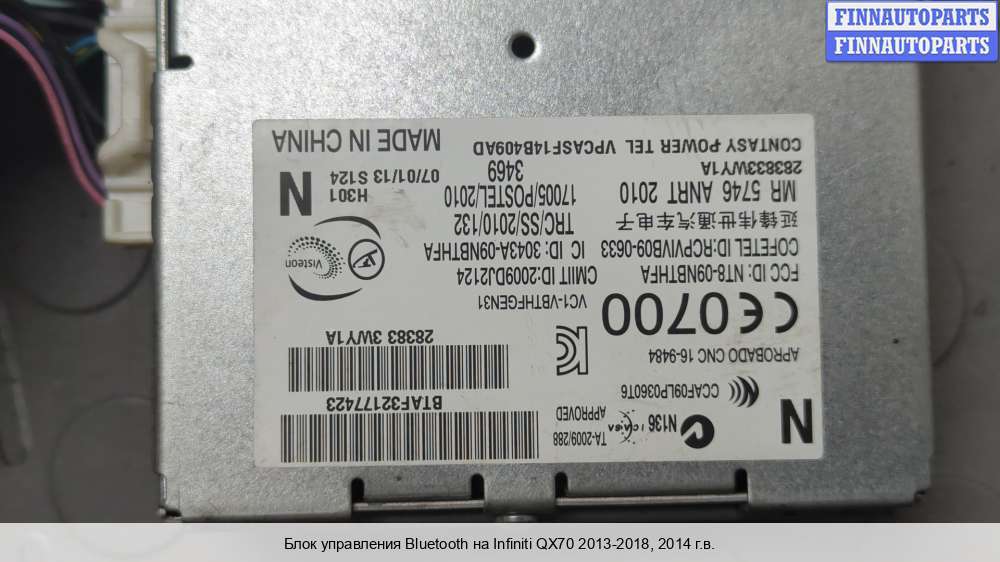 FINNAUTOPARTS
FINNAUTOPARTS
N
N136
TA-2009/288
APPROVED
BTAF32177423
CCAF09LP0360T6
APROBADO CNC 16-9484
28383 3WY1A
CE0700
VC1-VBTHFGEN31
FCC ID: NT8-09NBTHFA
CMIIT ID:2009DJ2124
COFETEL ID:RCPVIVB09-0633
IC ID: 3043A-09NBTHFA
Visteon
延锋伟世通汽车电子
TRC/SS/2010/132
MR 5746 ANRT 2010
17005/POSTEL/2010
H301
N
283833WY1A
3469
07/01/13 S124
CONTASY POWER TEL VPCASF14B409AD
MADE IN CHINA
Блок управления Bluetooth на Infiniti QX70 2013-2018, 2014 г.в.